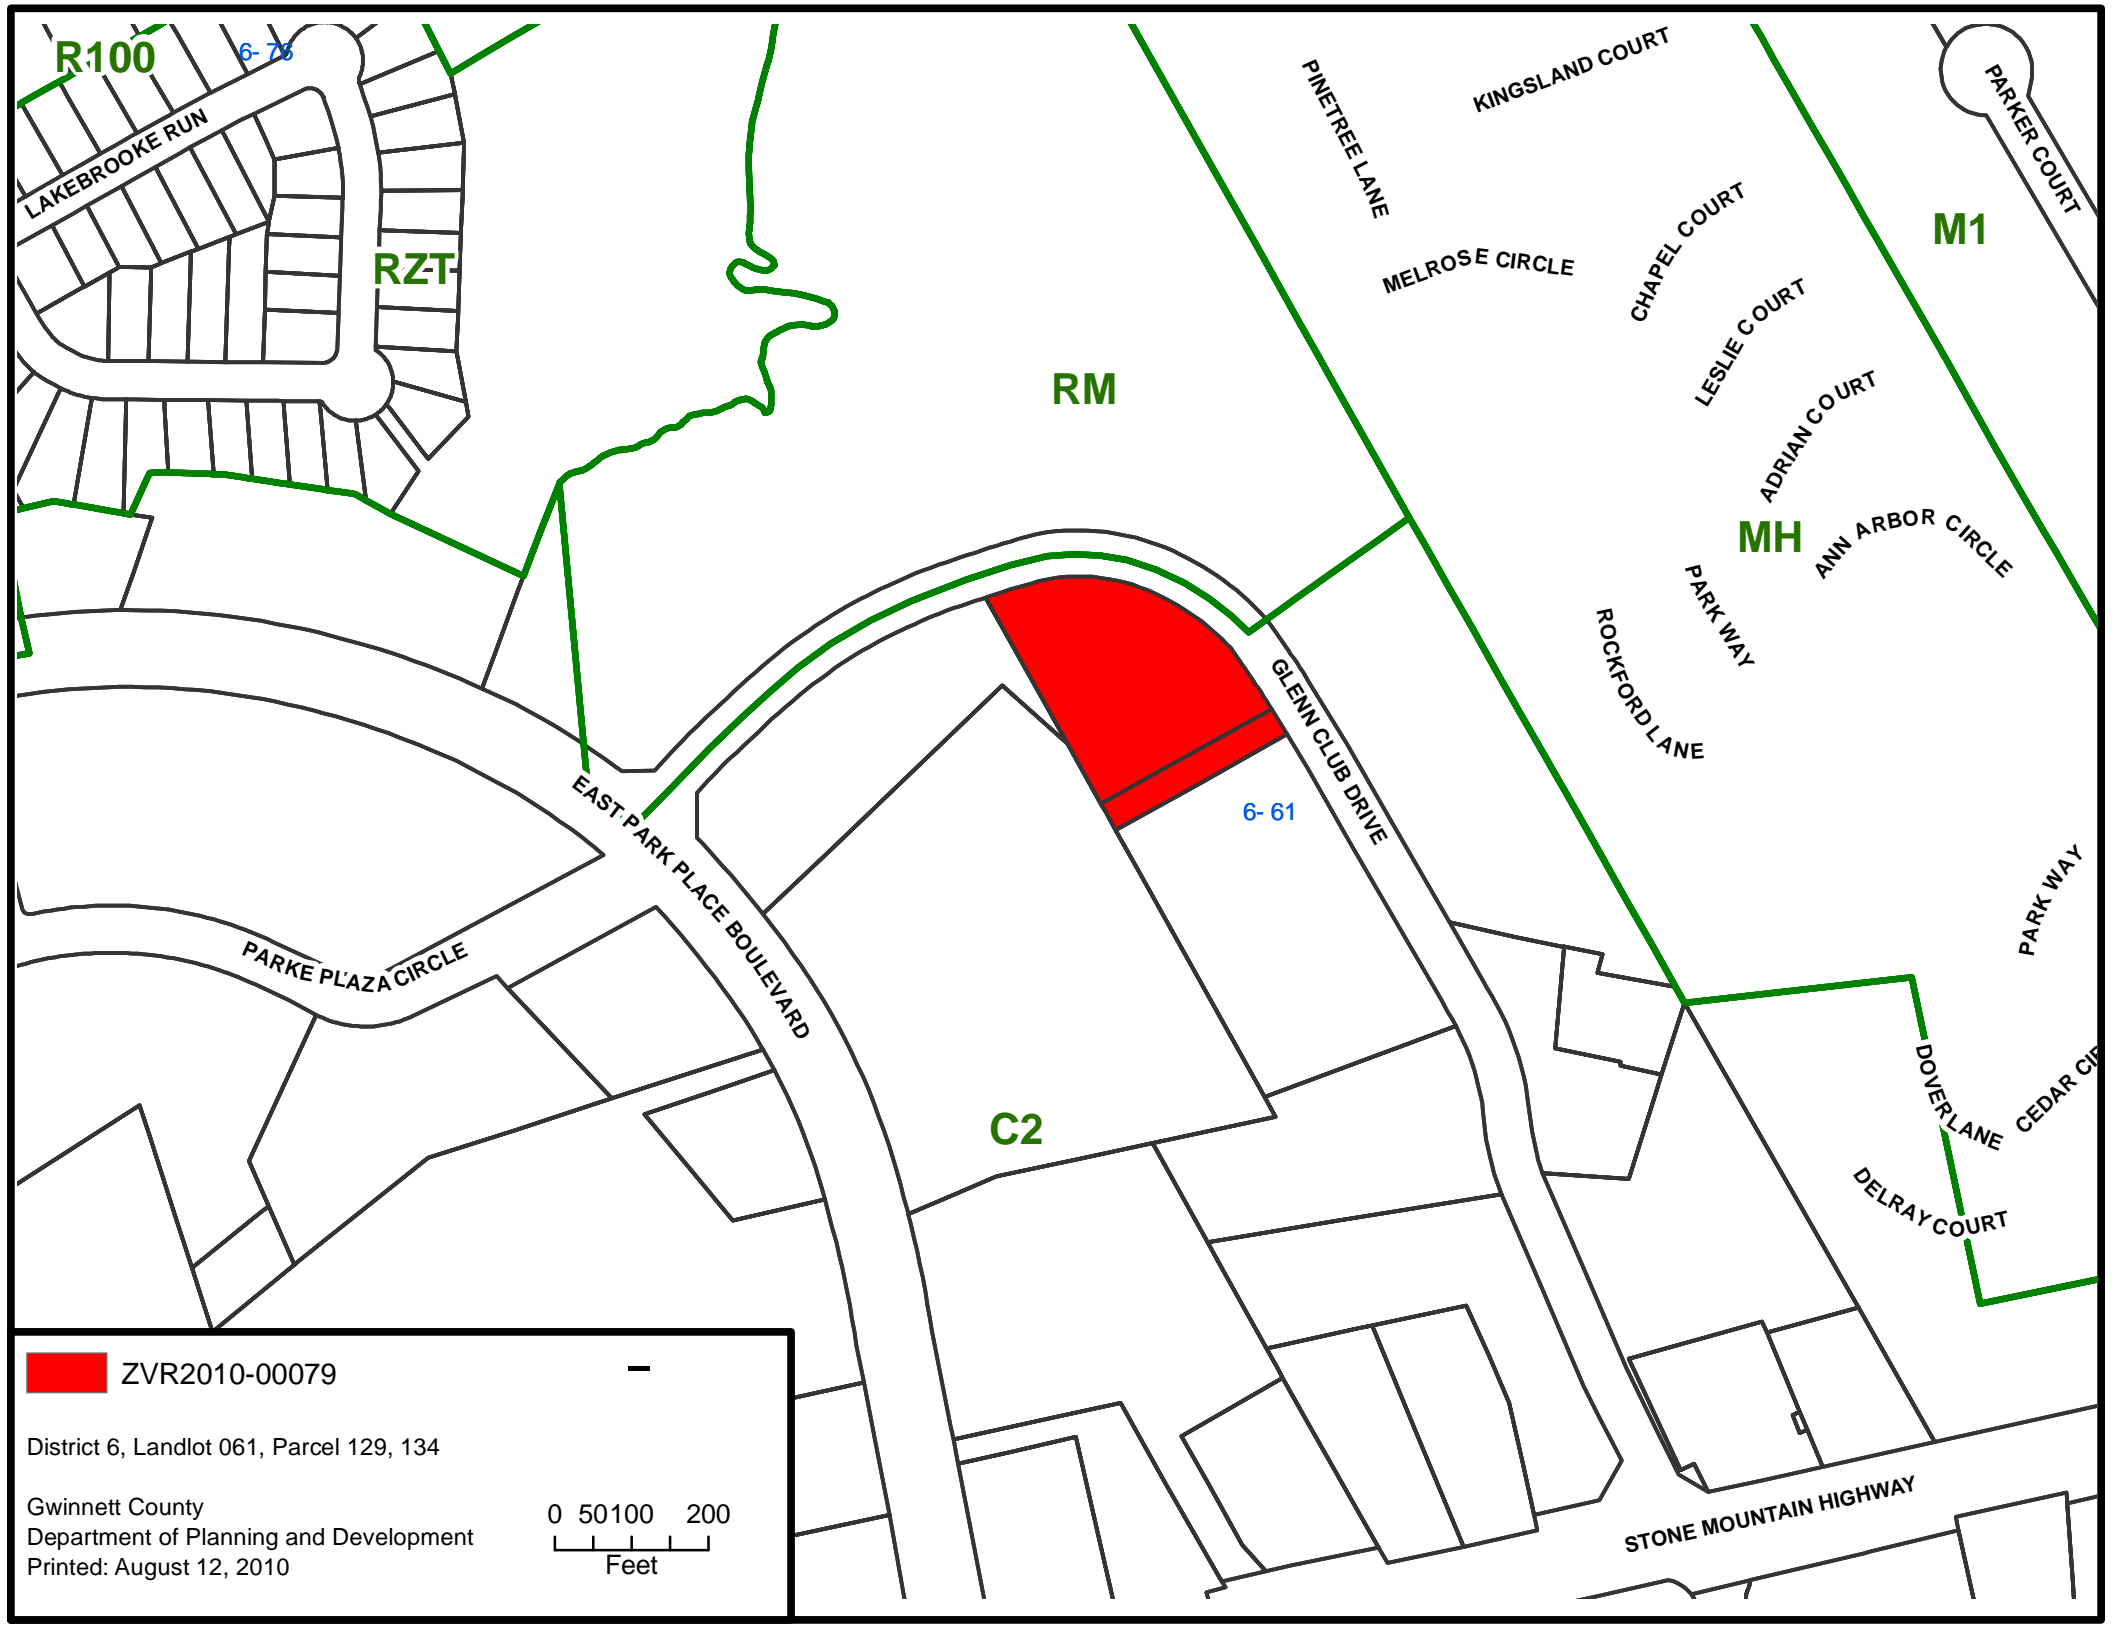 R100
6- 76
LAKEBROOKE RUN
RZT
PINETREE LANE
KINGSLAND COURT
PARKER COURT
M1
MELROSE CIRCLE
CHAPEL COURT
LESLIE COURT
RM
ADRIAN COURT
MH
ANN ARBOR CIRCLE
PARK WAY
ROCKFORD LANE
GLENN CLUB DRIVE
6- 61
EAST PARK PLACE BOULEVARD
PARK WAY
PARKE PLAZA CIRCLE
C2
DOVER LANE
CEDAR CIR
DELRAY COURT
STONE MOUNTAIN HIGHWAY
ZVR2010-00079
District 6, Landlot 061, Parcel 129, 134
Gwinnett County
Department of Planning and Development
Printed: August 12, 2010
0 50 100 200
Feet